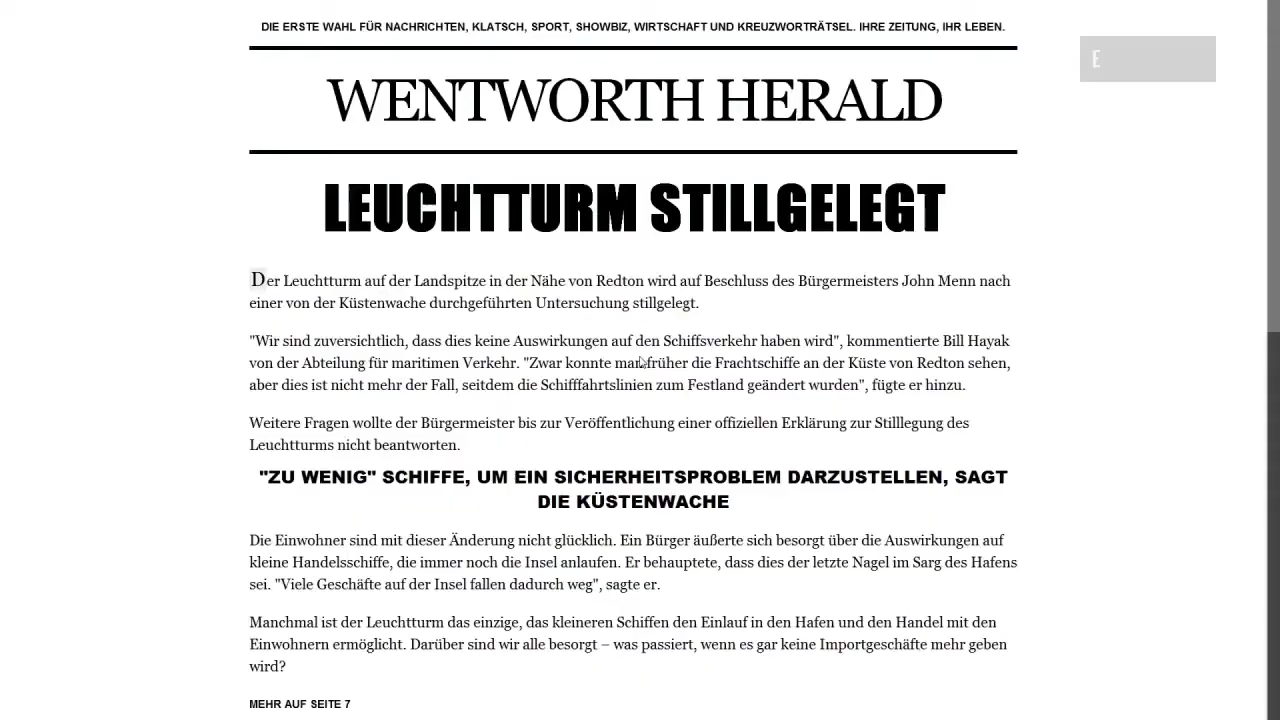 DIE ERSTE WAHL FÜR NACHRICHTEN, KLATSCH, SPORT, SHOWBIZ, WIRTSCHAFT UND KREUZWORTRÄTSEL. IHRE ZEITUNG, IHR LEBEN.
E
WENTWORTH HERALD
LEUCHTTURM STILLGELEGT
Der Leuchtturm auf der Landspitze in der Nähe von Redton wird auf Beschluss des Bürgermeisters John Menn nach
einer von der Küstenwache durchgeführten Untersuchung stillgelegt.
"Wir sind zuversichtlich, dass dies keine Auswirkungen auf den Schiffsverkehr haben wird", kommentierte Bill Hayak
von der Abteilung für maritimen Verkehr. "Zwar konnte man früher die Frachtschiffe an der Küste von Redton sehen,
aber dies ist nicht mehr der Fall, seitdem die Schifffahrtslinien zum Festland geändert wurden", fügte er hinzu.
Weitere Fragen wollte der Bürgermeister bis zur Veröffentlichung einer offiziellen Erklärung zur Stilllegung des
Leuchtturms nicht beantworten.
"ZU WENIG" SCHIFFE, UM EIN SICHERHEITSPROBLEM DARZUSTELLEN, SAGT
DIE KÜSTENWACHE
Die Einwohner sind mit dieser Änderung nicht glücklich. Ein Bürger äußerte sich besorgt über die Auswirkungen auf
kleine Handelsschiffe, die immer noch die Insel anlaufen. Er behauptete, dass dies der letzte Nagel im Sarg des Hafens
sei. "Viele Geschäfte auf der Insel fallen dadurch weg", sagte er.
Manchmal ist der Leuchtturm das einzige, das kleineren Schiffen den Einlauf in den Hafen und den Handel mit den
Einwohnern ermöglicht. Darüber sind wir alle besorgt – was passiert, wenn es gar keine Importgeschäfte mehr geben
wird?
MEHR AUF SEITE 7